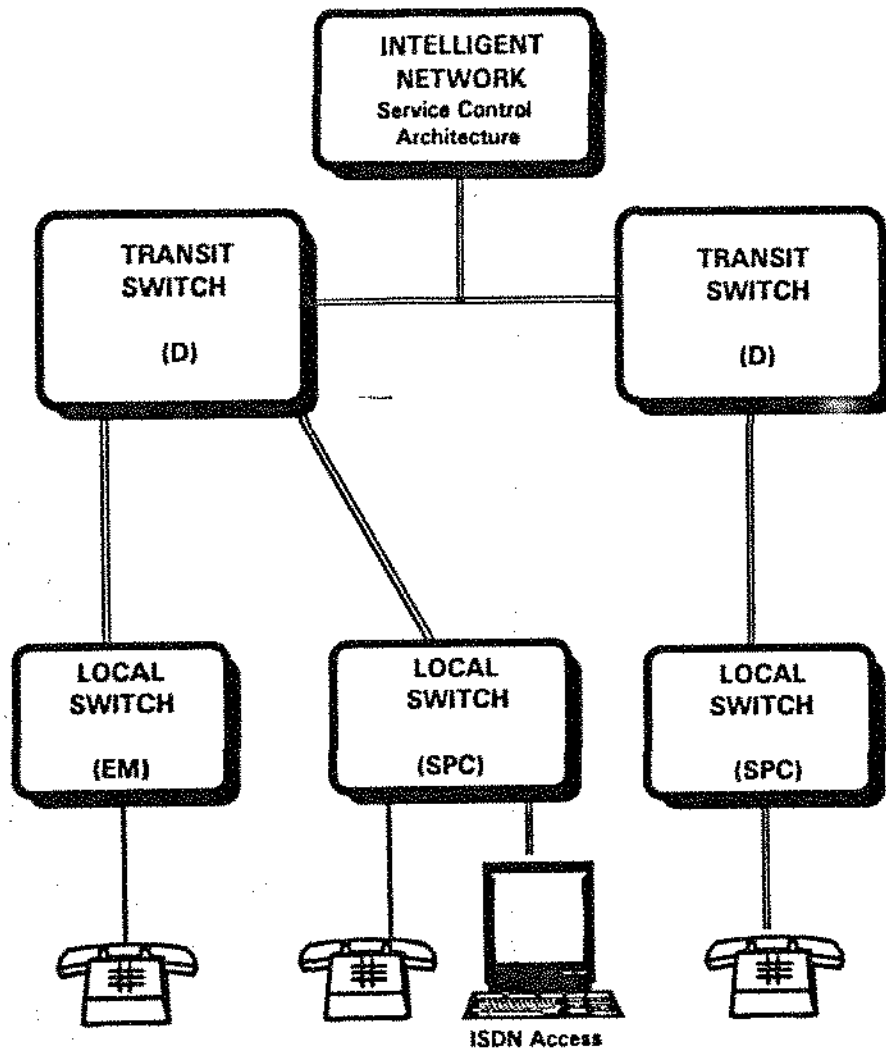 INTELLIGENT
NETWORK
Service Control
Architecture
TRANSIT
SWITCH
(D)
TRANSIT
SWITCH
(D)
LOCAL
SWITCH
(EM)
LOCAL
SWITCH
(SPC)
LOCAL
SWITCH
(SPC)
ISDN Access